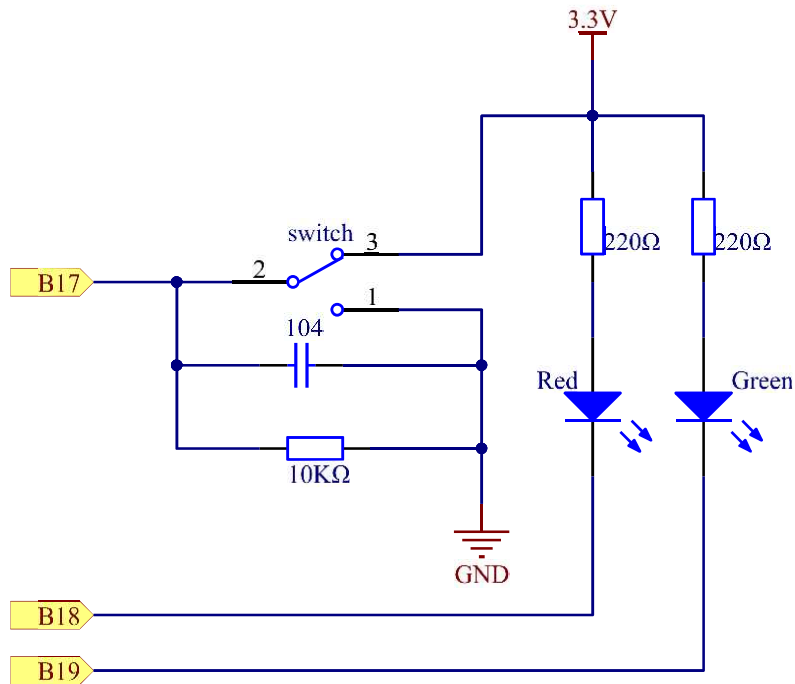 3.3V
switch
3
220Ω
220Ω
2
B17
1
104
Red
Green
10KΩ
GND
B18
B19